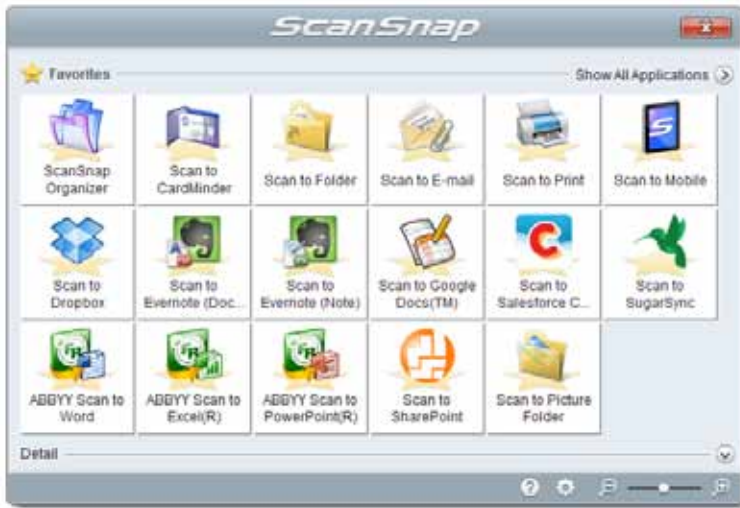 ScanSnap
Favorites
Show All Applications
ScanSnap
Organizer
Scan to
CardMinder
Scan to Folder
Scan to E-mail
Scan to Print
Scan to Mobile
Scan to
Dropbox
Scan to
Evernote (Doc...
Scan to
Evernote (Note)
Scan to Google
Docs(TM)
Scan to
Salesforce C...
Scan to
SugarSync
ABBYY Scan to
Word
ABBYY Scan to
Excel(R)
ABBYY Scan to
PowerPoint(R)
Scan to
SharePoint
Scan to Picture
Folder
Detail